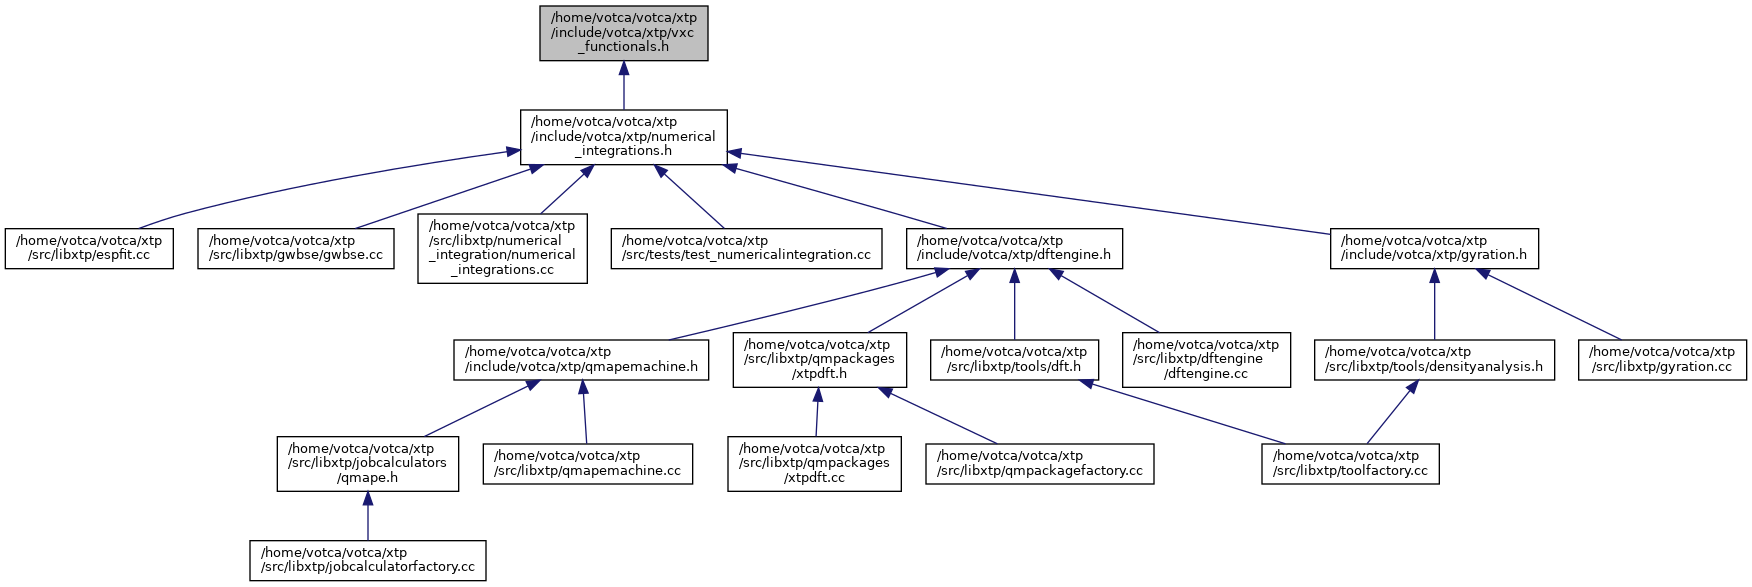 /home/votca/votca/xtp
/include/votca/xtp/vxc
_functionals.h
/home/votca/votca/xtp
/include/votca/xtp/numerical
_integrations.h
/home/votca/votca/xtp
/src/libxtp/espfit.cc
/home/votca/votca/xtp
/src/libxtp/gwbse/gwbse.cc
/home/votca/votca/xtp
/src/libxtp/numerical
_integration/numerical
_integrations.cc
/home/votca/votca/xtp
/src/tests/test_numericalintegration.cc
/home/votca/votca/xtp
/include/votca/xtp/dftengine.h
/home/votca/votca/xtp
/include/votca/xtp/gyration.h
/home/votca/votca/xtp
/include/votca/xtp/qmapemachine.h
/home/votca/votca/xtp
/src/libxtp/qmpackages
/xtpdft.h
/home/votca/votca/xtp
/src/libxtp/tools/dft.h
/home/votca/votca/xtp
/src/libxtp/dftengine
/dftengine.cc
/home/votca/votca/xtp
/src/libxtp/tools/densityanalysis.h
/home/votca/votca/xtp
/src/libxtp/gyration.cc
/home/votca/votca/xtp
/src/libxtp/jobcalculators
/qmape.h
/home/votca/votca/xtp
/src/libxtp/qmapemachine.cc
/home/votca/votca/xtp
/src/libxtp/qmpackages
/xtpdft.cc
/home/votca/votca/xtp
/src/libxtp/qmpackagefactory.cc
/home/votca/votca/xtp
/src/libxtp/toolfactory.cc
/home/votca/votca/xtp
/src/libxtp/jobcalculatorfactory.cc